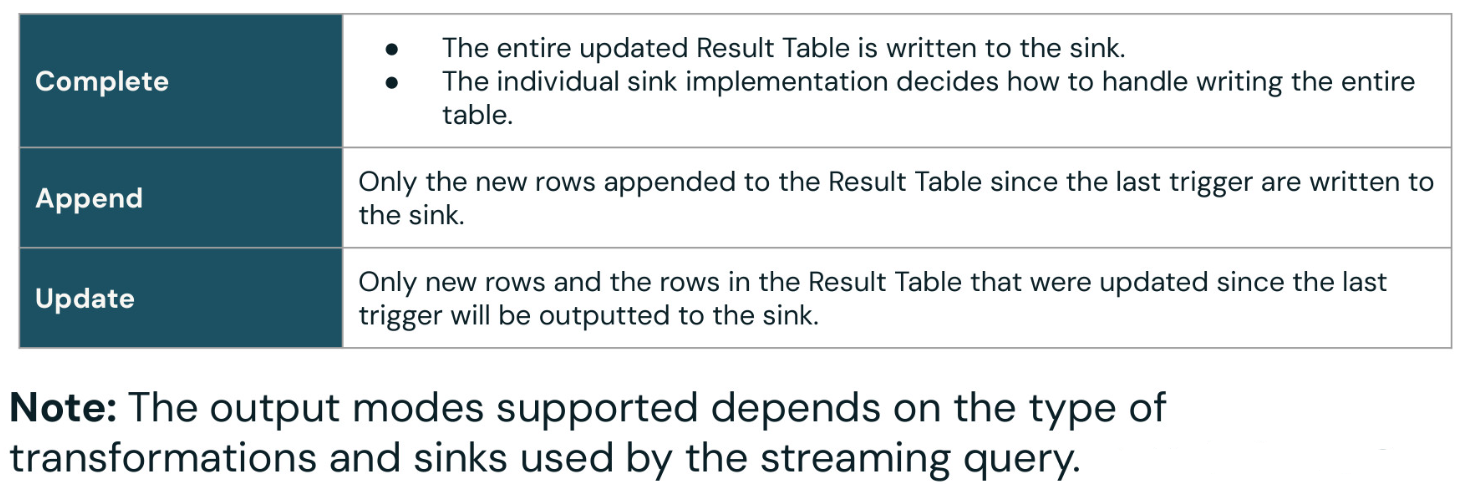 Complete
● The entire updated Result Table is written to the sink.
● The individual sink implementation decides how to handle writing the entire
table.
Append
Only the new rows appended to the Result Table since the last trigger are written to
the sink.
Update
Only new rows and the rows in the Result Table that were updated since the last
trigger will be outputted to the sink.
Note: The output modes supported depends on the type of
transformations and sinks used by the streaming query.